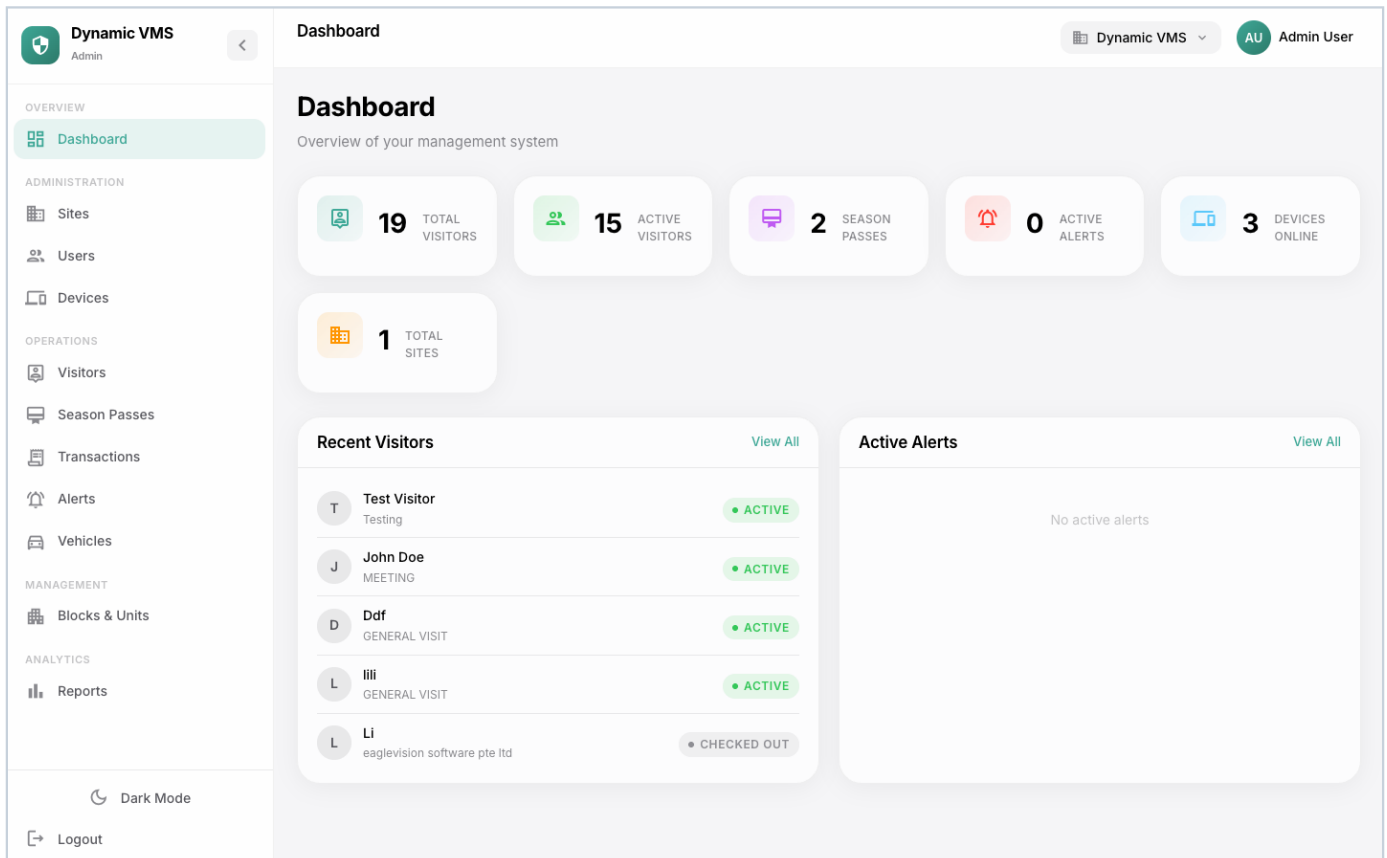 Dynamic VMS
Admin
OVERVIEW
Dashboard
ADMINISTRATION
Sites
Users
Devices
OPERATIONS
Visitors
Season Passes
Transactions
Alerts
Vehicles
MANAGEMENT
Blocks & Units
ANALYTICS
Reports
Dark Mode
Logout
Dashboard
Dynamic VMS
AU
Admin User
Dashboard
Overview of your management system
19
TOTAL
VISITORS
15
ACTIVE
VISITORS
2
SEASON
PASSES
0
ACTIVE
ALERTS
3
DEVICES
ONLINE
1
TOTAL
SITES
Recent Visitors
View All
T
Test Visitor
Testing
ACTIVE
J
John Doe
MEETING
ACTIVE
D
Ddf
GENERAL VISIT
ACTIVE
L
lili
GENERAL VISIT
ACTIVE
L
Li
eaglevision software pte ltd
CHECKED OUT
Active Alerts
View All
No active alerts